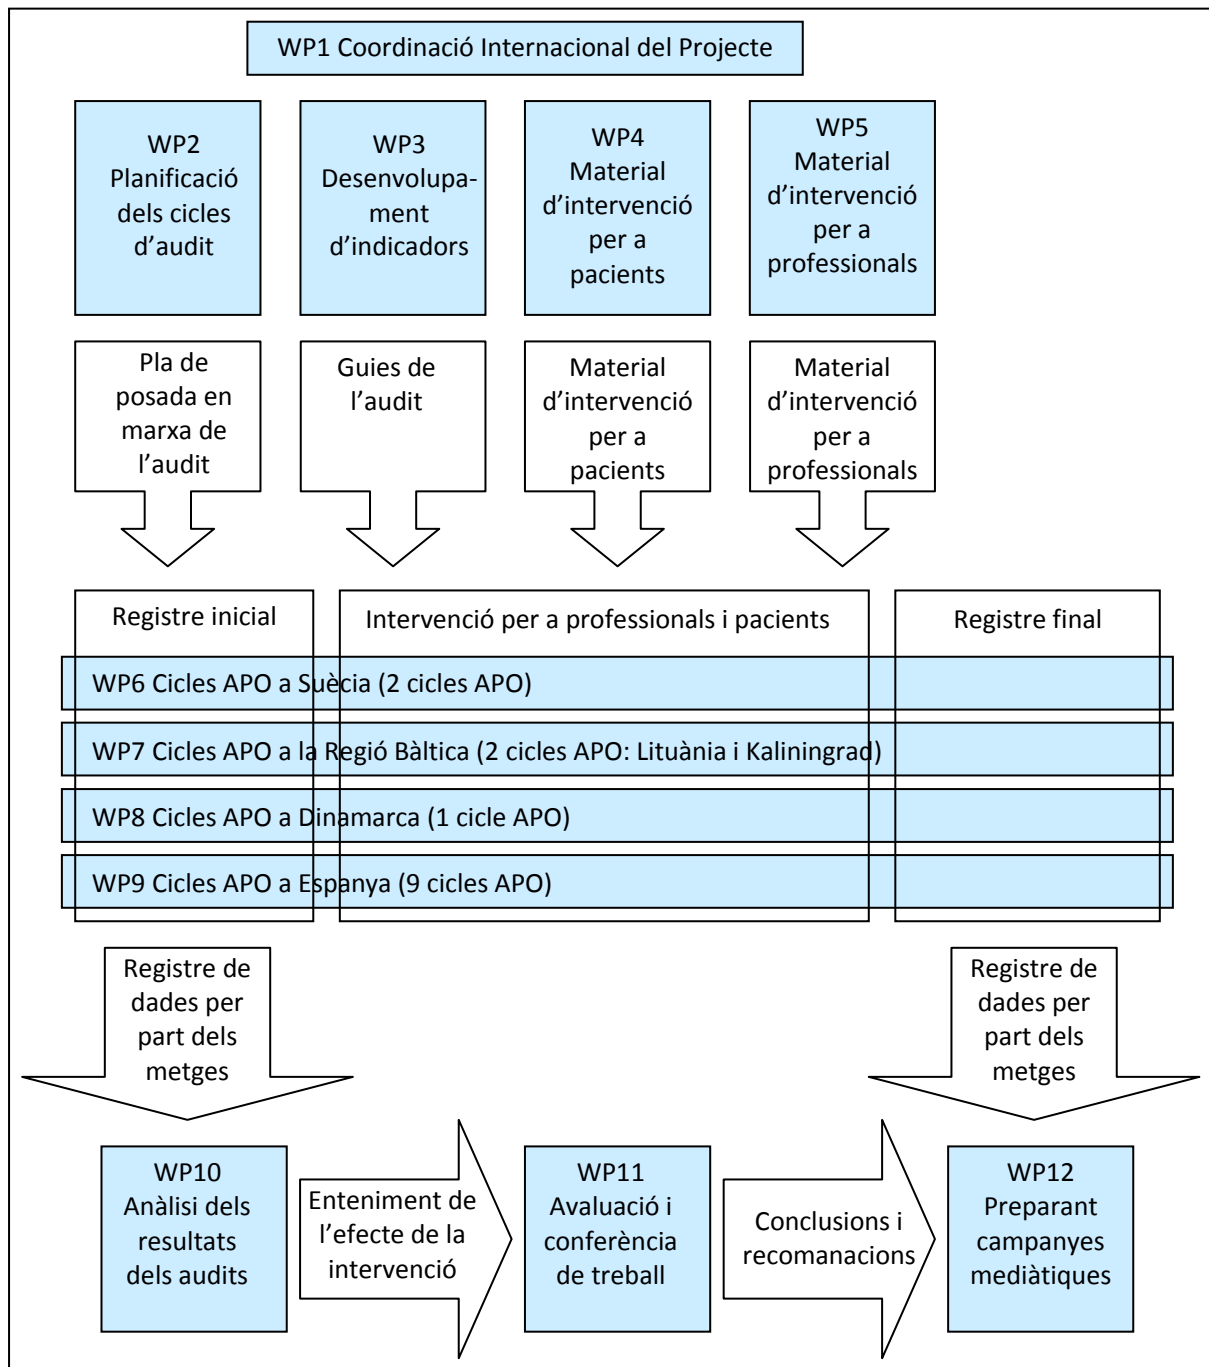 WP1 Coordinació Internacional del Projecte
WP2
Planificació
dels cicles
d’audit
WP3
Desenvolupa-
ment
d’indicadors
WP4
Material
d’intervenció
per a
pacients
WP5
Material
d’intervenció
per a
professionals
Pla de
posada en
marxa de
l’audit
Guies de
l’audit
Material
d’intervenció
per a
pacients
Material
d’intervenció
per a
professionals
Registre inicial
Intervenció per a professionals i pacients
Registre final
WP6 Cicles APO a Suècia (2 cicles APO)
WP7 Cicles APO a la Regió Bàltica (2 cicles APO: Lituània i Kaliningrad)
WP8 Cicles APO a Dinamarca (1 cicle APO)
WP9 Cicles APO a Espanya (9 cicles APO)
Registre de
dades per
part dels
metges
Registre de
dades per
part dels
metges
WP10
Anàlisi dels
resultats
dels audits
Enteniment de
l’efecte de la
intervenció
WP11
Avaluació i
conferència
de treball
Conclusions i
recomanacions
WP12
Preparant
campanyes
mediàtiques